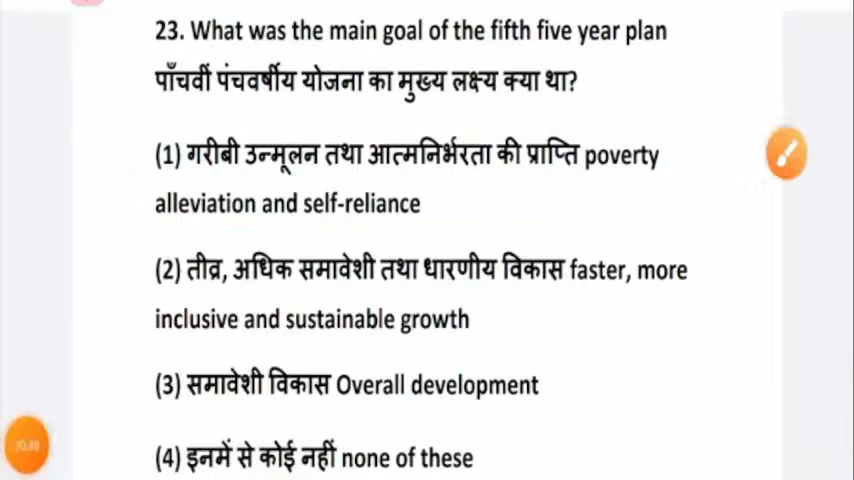 23. What was the main goal of the fifth five year plan
पाँचवीं पंचवर्षीय योजना का मुख्य लक्ष्य क्या था?
(1) गरीबी उन्मूलन तथा आत्मनिर्भरता की प्राप्ति poverty
alleviation and self-reliance
(2) तीव्र, अधिक समावेशी तथा धारणीय विकास faster, more
inclusive and sustainable growth
(3) समावेशी विकास Overall development
(4) इनमें से कोई नहीं none of these